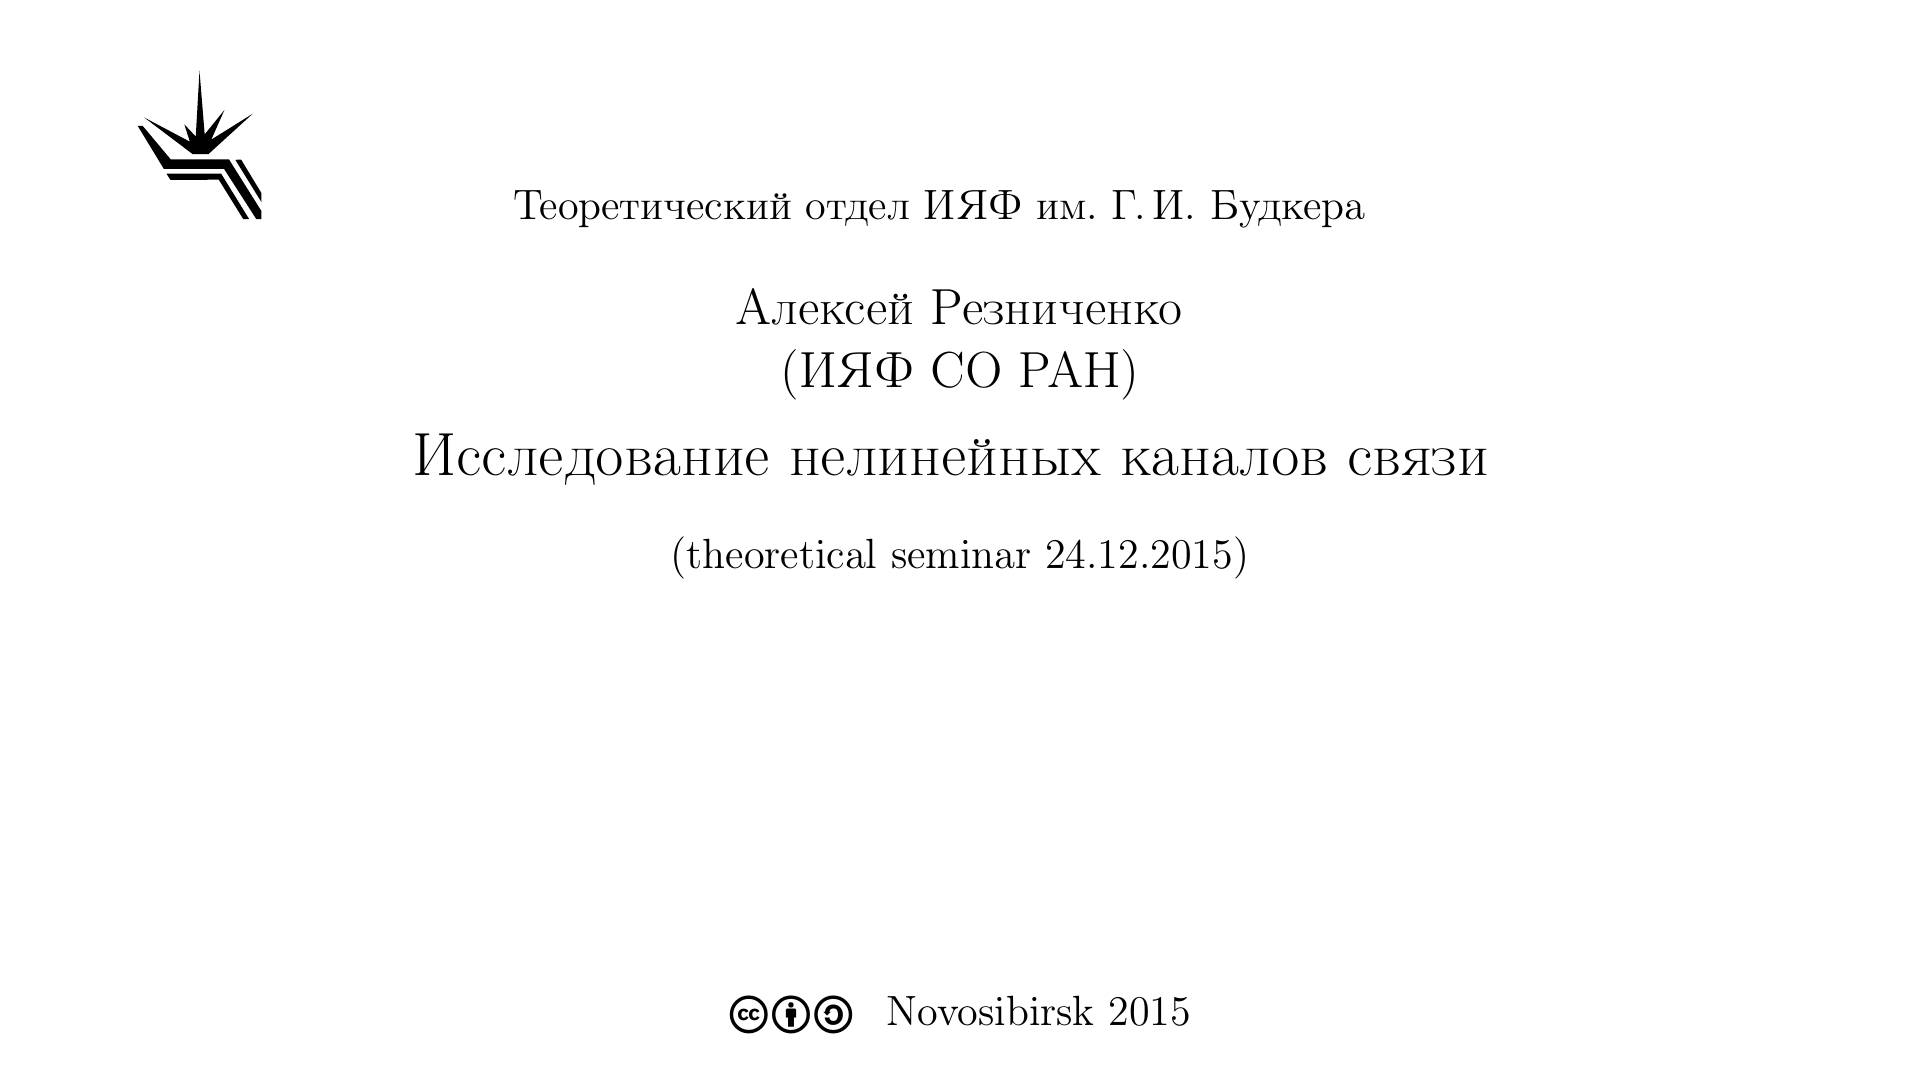 Теоретический отдел ИЯФ им. Г. И. Будкера
Алексей Резниченко
(ИЯФ СО РАН)
Исследование нелинейных каналов связи
(theoretical seminar 24.12.2015)
cc Novosibirsk 2015